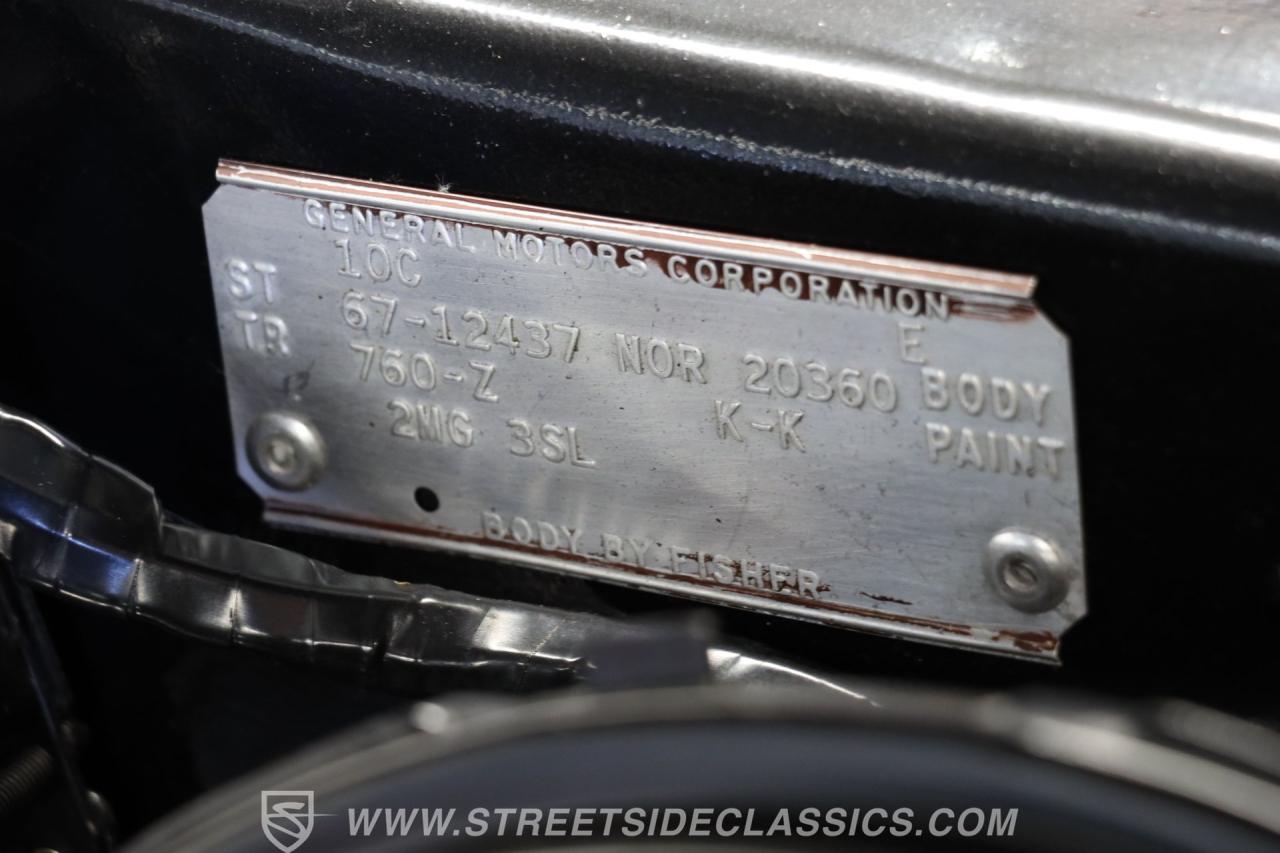 GENERAL MOTORS CORPORATION
10C E
ST 67-12437 NOR 20360 BODY
TR 760-Z K-K PAINT
2MG 3SL
BODY BY FISHER
S
WWW.STREETSIDECLASSICS.COM